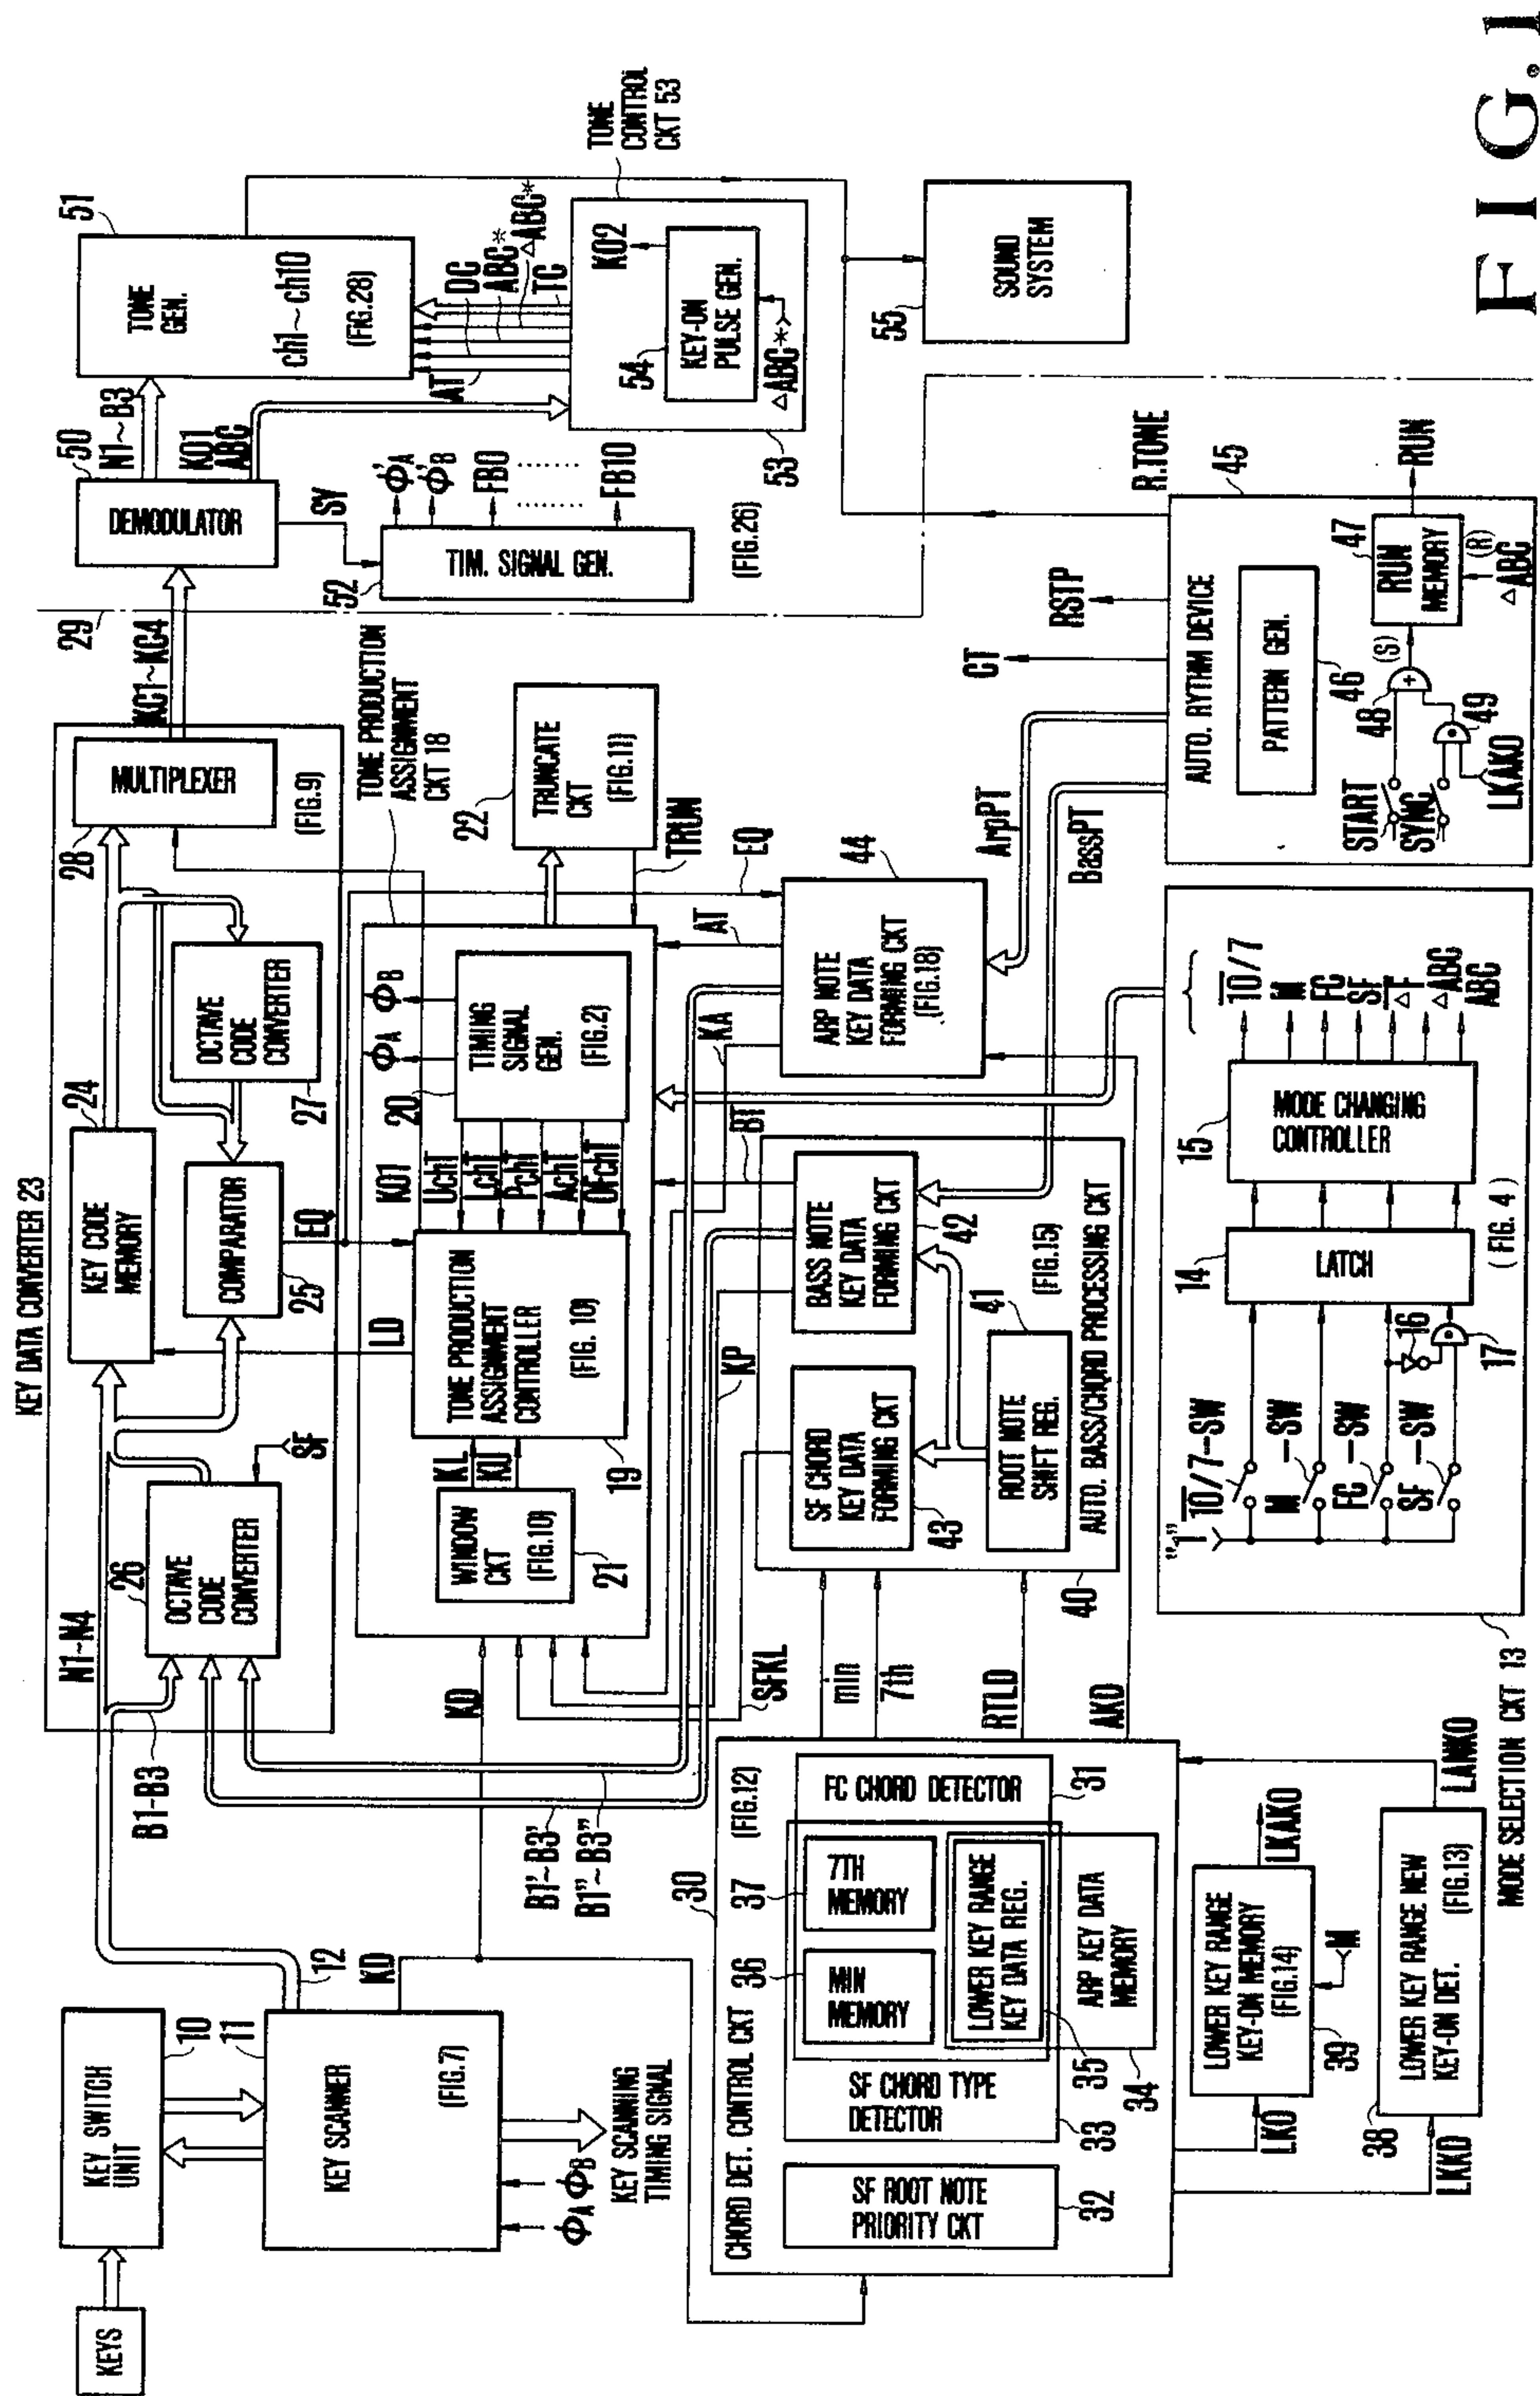 KEYS
KEY SWITCH
UNIT
10
11
KEY SCANNER
(FIG.7)
ΦA ΦB
KEY SCANNING
TIMING SIGNAL
12
KD
KD
KEY DATA CONVERTER 23
N1~N4
B1~B3
26
OCTAVE
CODE
CONVERTER
SF
24
KEY CODE
MEMORY
COMPARATOR
25
EQ
OCTAVE
CODE
CONVERTER
27
28
MULTIPLEXER
(FIG.9)
KC1~KC4
29
B1'~B3'
B1"~B3"
TONE PRODUCTION
ASSIGNMENT
CKT 18
WINDOW
CKT
(FIG.10)
21
KL
KU
LD
TONE PRODUCTION
ASSIGNMENT
CONTROLLER
(FIG. 10)
19
KO1
UchT
LchT
PchT
AchT
OFchT
ΦA
ΦB
20
TIMING
SIGNAL
GEN.
(FIG.2)
22
TRUNCATE
CKT
(FIG.11)
TRUN
EQ
50
DEMODULATOR
N1~B3
KO1
ABC
SY
52
TIM. SIGNAL GEN.
Φ'A
Φ'B
FB0
FB10
(FIG.26)
51
TONE
GEN.
ch1~ch10
(FIG.28)
AT
DC
ABC*
△ABC*
TC
KO2
54
KEY-ON
PULSE GEN.
△ABC*
53
TONE
CONTROL
CKT 53
55
SOUND
SYSTEM
30
CHORD DET. CONTROL CKT
(FIG.12)
SF ROOT NOTE
PRIORITY CKT
32
36
MIN
MEMORY
37
7TH
MEMORY
FC CHORD DETECTOR
31
LOWER KEY RANGE
KEY DATA REG.
35
ARP KEY DATA
MEMORY
34
SF CHORD TYPE
DETECTOR
33
LKO
LOWER KEY RANGE
KEY-ON MEMORY
(FIG.14)
39
M
LKAKO
LKKD
38
LOWER KEY RANGE NEW
KEY-ON DET.
(FIG.13)
LANKO
min
7th
RTLD
AKD
SFKL
KP
BT
KA
AT
SF CHORD
KEY DATA
FORMING CKT
43
BASS NOTE
KEY DATA
FORMING CKT
42
ROOT NOTE
SHIFT REG.
41
(FIG.15)
AUTO. BASS/CHORD PROCESSING CKT
40
44
ARP NOTE
KEY DATA
FORMING CKT
(FIG.18)
ArpPT
BassPT
MODE SELECTION CKT 13
"1"
10/7-SW
M -SW
FC -SW
SF -SW
16
17
14
LATCH
15
MODE CHANGING
CONTROLLER
(FIG. 4)
10/7
M
FC
SF
△F
△ABC
ABC
CT
RSTP
R.TONE
45
AUTO. RYTHM DEVICE
PATTERN GEN.
46
START
SYNC
LKAKO
48
49
(S)
47
RUN
MEMORY
(R)
△ABC
RUN
FIG.1